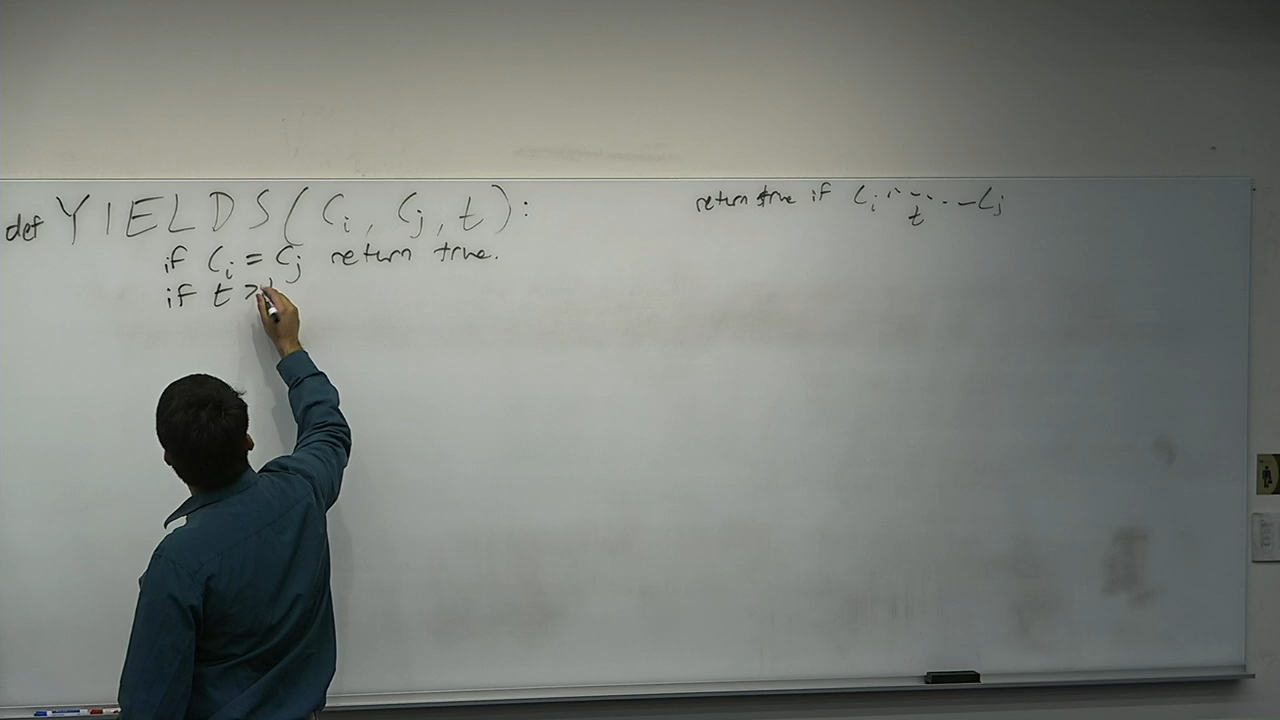 def YIELDS(Ci, Cj, t):
if Ci = Cj return true.
if t >
return true if Ci ..... Cj
t